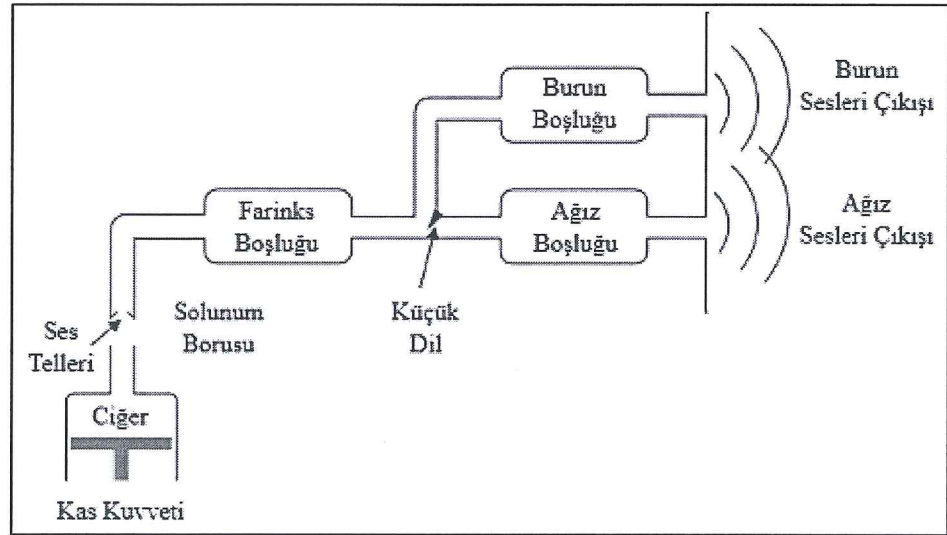 Burun
Boşluğu
Burun
Sesleri Çıkışı
Farinks
Boşluğu
Ağız
Boşluğu
Ağız
Sesleri Çıkışı
Ses
Telleri
Solunum
Borusu
Küçük
Dil
Ciğer
Kas Kuvveti